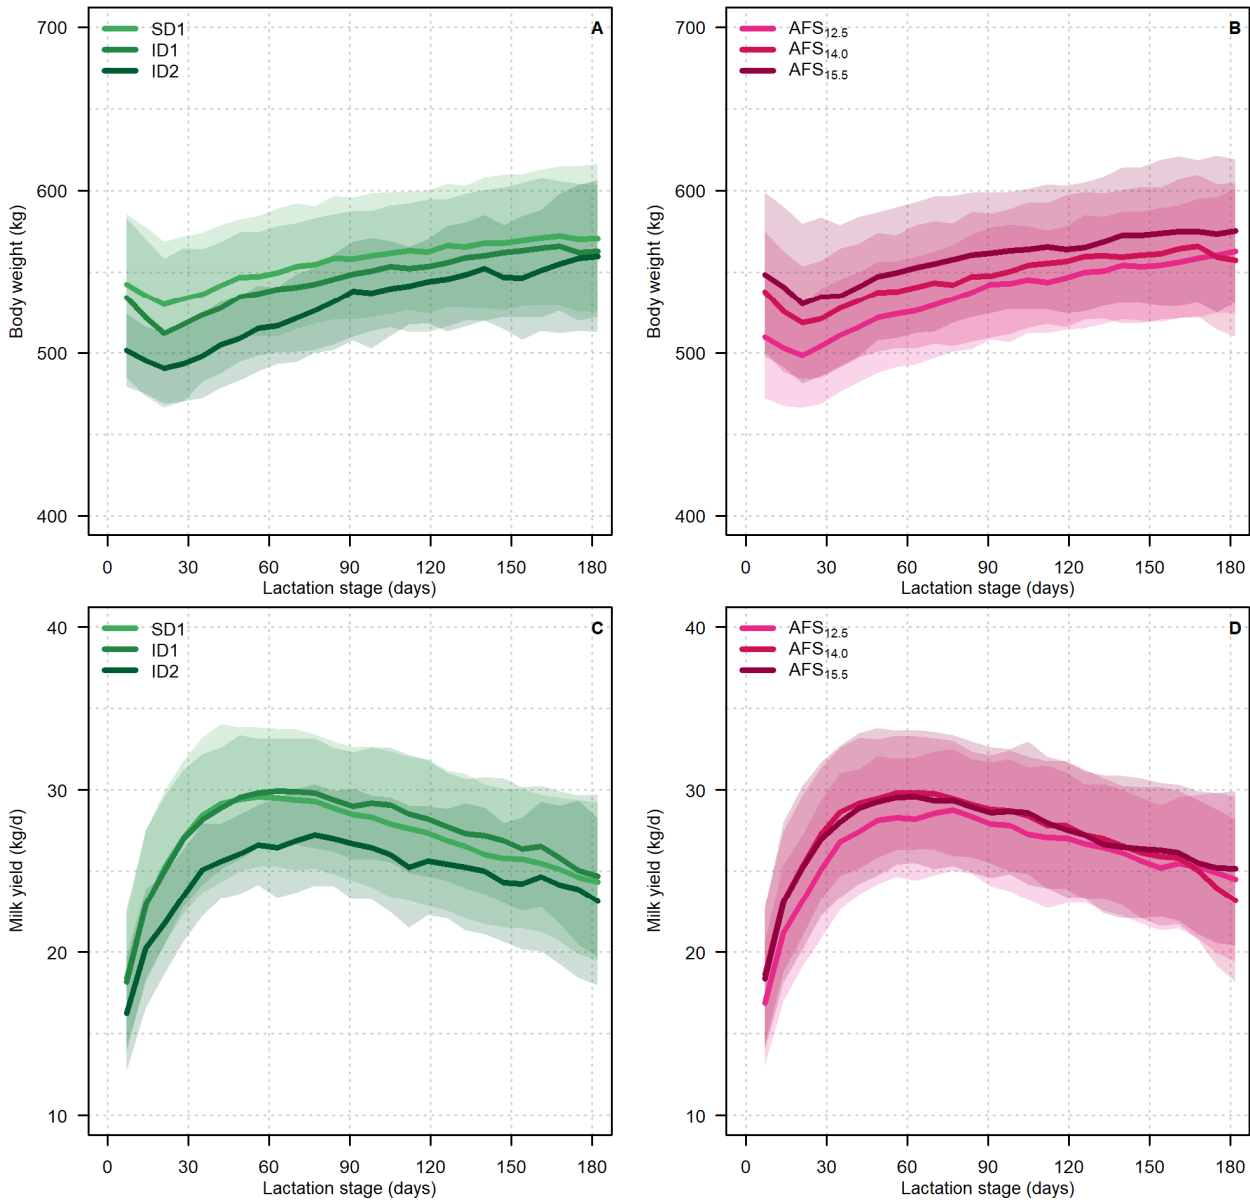 A
SD1
ID1
ID2
700
600
500
400
Body weight (kg)
0 30 60 90 120 150 180
Lactation stage (days)
B
AFS12.5
AFS14.0
AFS15.5
700
600
500
400
Body weight (kg)
0 30 60 90 120 150 180
Lactation stage (days)
C
SD1
ID1
ID2
40
30
20
10
Milk yield (kg/d)
0 30 60 90 120 150 180
Lactation stage (days)
D
AFS12.5
AFS14.0
AFS15.5
40
30
20
10
Milk yield (kg/d)
0 30 60 90 120 150 180
Lactation stage (days)